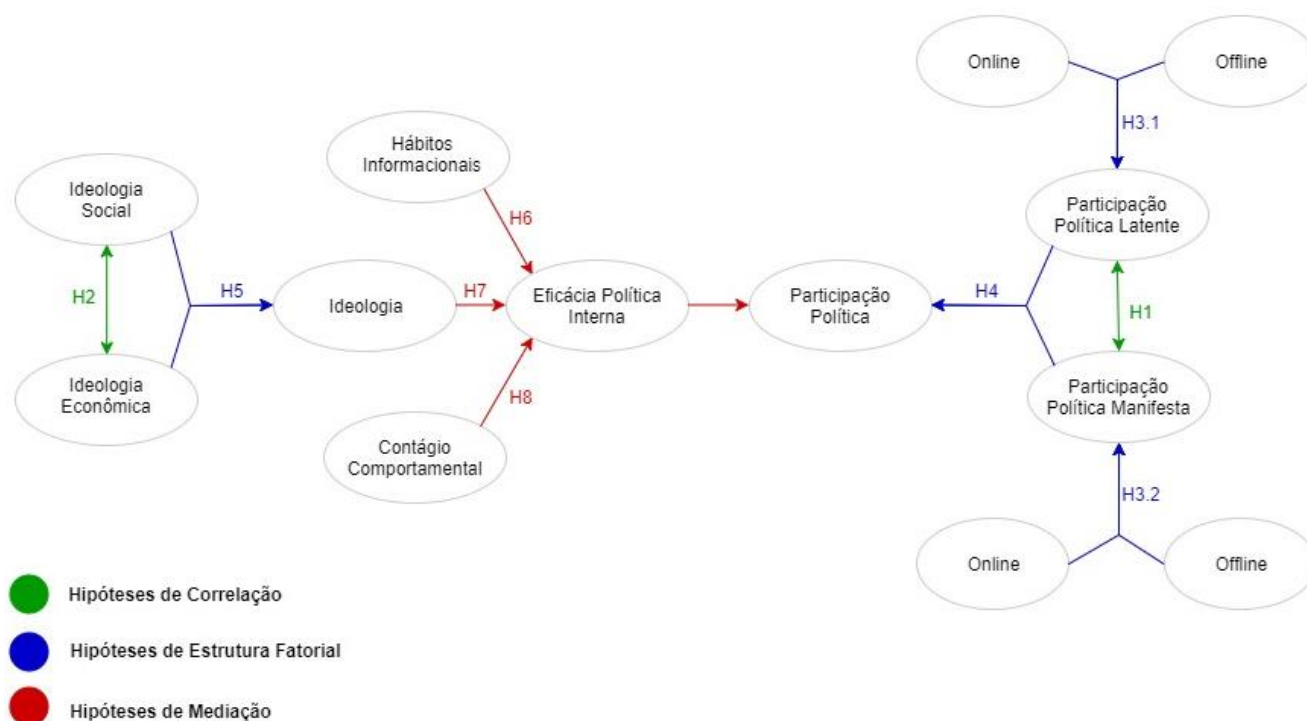 Online
Offline
H3.1
Hábitos
Informacionais
Ideologia
Social
Participação
Política Latente
H6
H2
H5
Ideologia
H7
Eficácia Política
Interna
Participação
Política
H4
H1
Ideologia
Econômica
H8
Participação
Política Manifesta
Contágio
Comportamental
H3.2
Online
Offline
Hipóteses de Correlação
Hipóteses de Estrutura Fatorial
Hipóteses de Mediação